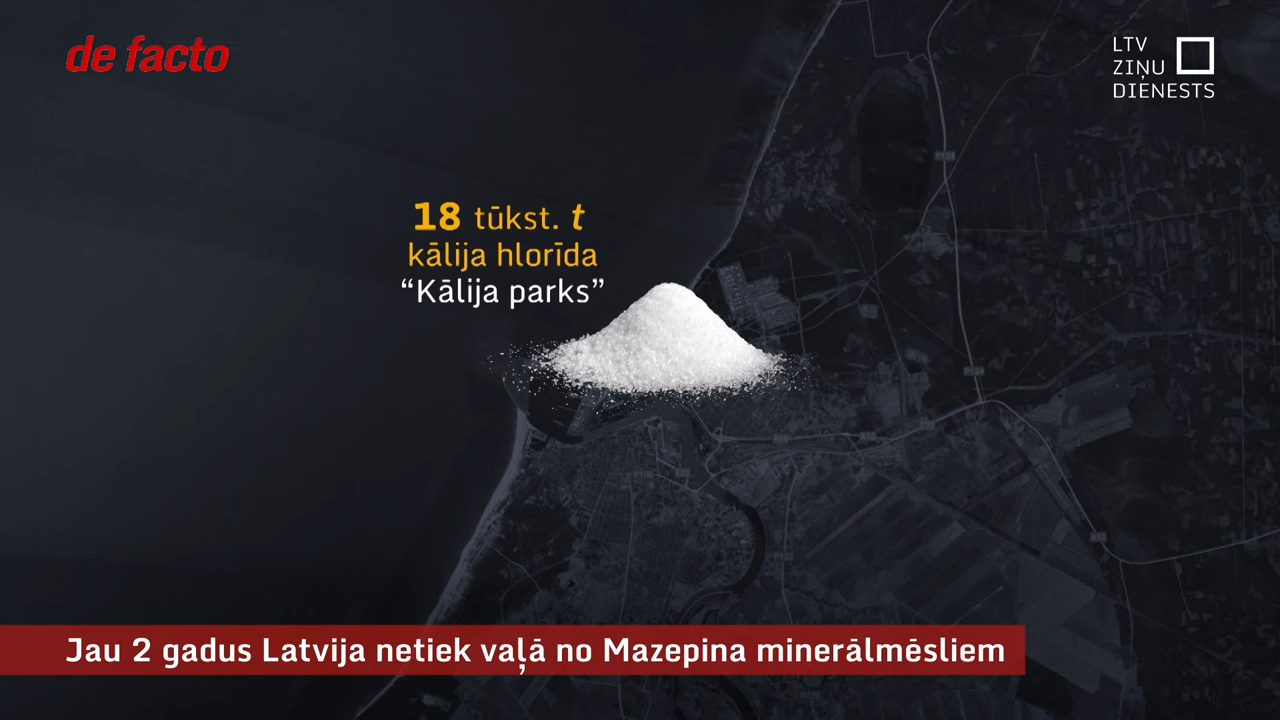 de facto
LTV
ZIŅU
DIENESTS
18 tūkst. t
kālija hlorīda
“Kālija parks”
Jau 2 gadus Latvija netiek vaļā no Mazepina minerālmēsliem